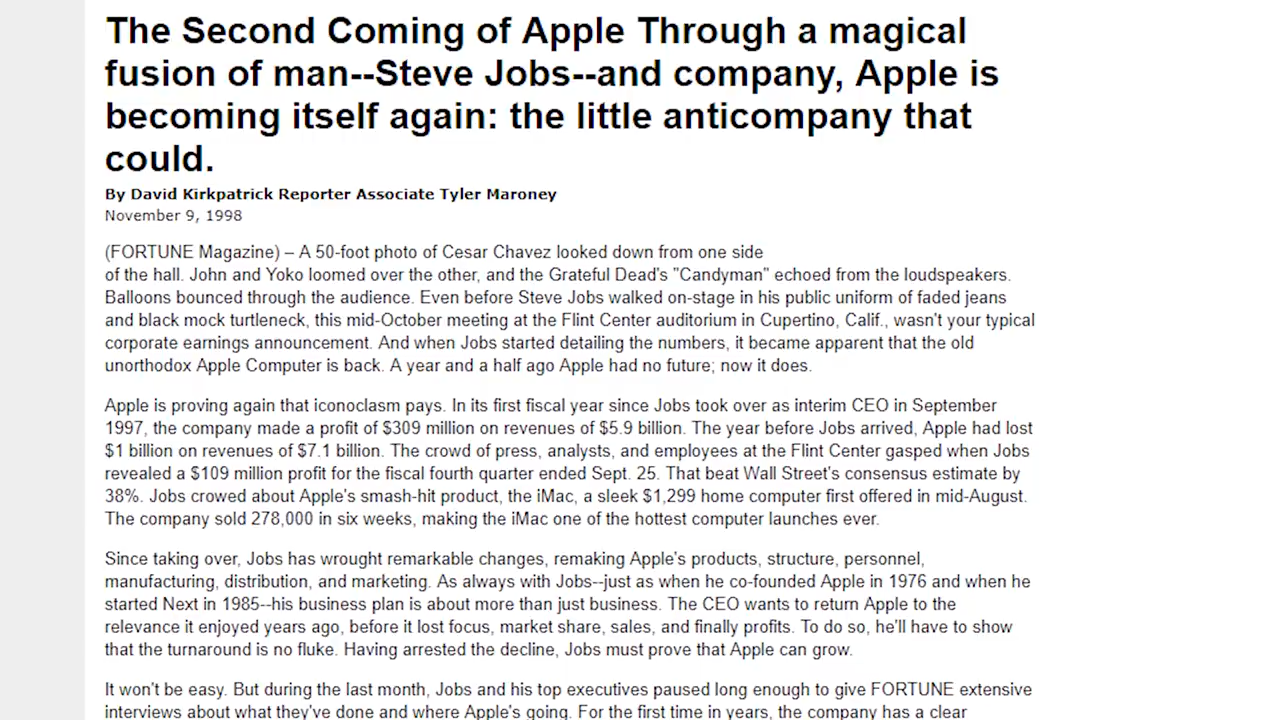 The Second Coming of Apple Through a magical
fusion of man--Steve Jobs--and company, Apple is
becoming itself again: the little anticompany that
could.
By David Kirkpatrick Reporter Associate Tyler Maroney
November 9, 1998
(FORTUNE Magazine) – A 50-foot photo of Cesar Chavez looked down from one side
of the hall. John and Yoko loomed over the other, and the Grateful Dead's "Candyman" echoed from the loudspeakers.
Balloons bounced through the audience. Even before Steve Jobs walked on-stage in his public uniform of faded jeans
and black mock turtleneck, this mid-October meeting at the Flint Center auditorium in Cupertino, Calif., wasn't your typical
corporate earnings announcement. And when Jobs started detailing the numbers, it became apparent that the old
unorthodox Apple Computer is back. A year and a half ago Apple had no future; now it does.
Apple is proving again that iconoclasm pays. In its first fiscal year since Jobs took over as interim CEO in September
1997, the company made a profit of $309 million on revenues of $5.9 billion. The year before Jobs arrived, Apple had lost
$1 billion on revenues of $7.1 billion. The crowd of press, analysts, and employees at the Flint Center gasped when Jobs
revealed a $109 million profit for the fiscal fourth quarter ended Sept. 25. That beat Wall Street's consensus estimate by
38%. Jobs crowed about Apple's smash-hit product, the iMac, a sleek $1,299 home computer first offered in mid-August.
The company sold 278,000 in six weeks, making the iMac one of the hottest computer launches ever.
Since taking over, Jobs has wrought remarkable changes, remaking Apple's products, structure, personnel,
manufacturing, distribution, and marketing. As always with Jobs--just as when he co-founded Apple in 1976 and when he
started Next in 1985--his business plan is about more than just business. The CEO wants to return Apple to the
relevance it enjoyed years ago, before it lost focus, market share, sales, and finally profits. To do so, he'll have to show
that the turnaround is no fluke. Having arrested the decline, Jobs must prove that Apple can grow.
It won't be easy. But during the last month, Jobs and his top executives paused long enough to give FORTUNE extensive
interviews about what they've done and where Apple's going. For the first time in years, the company has a clear